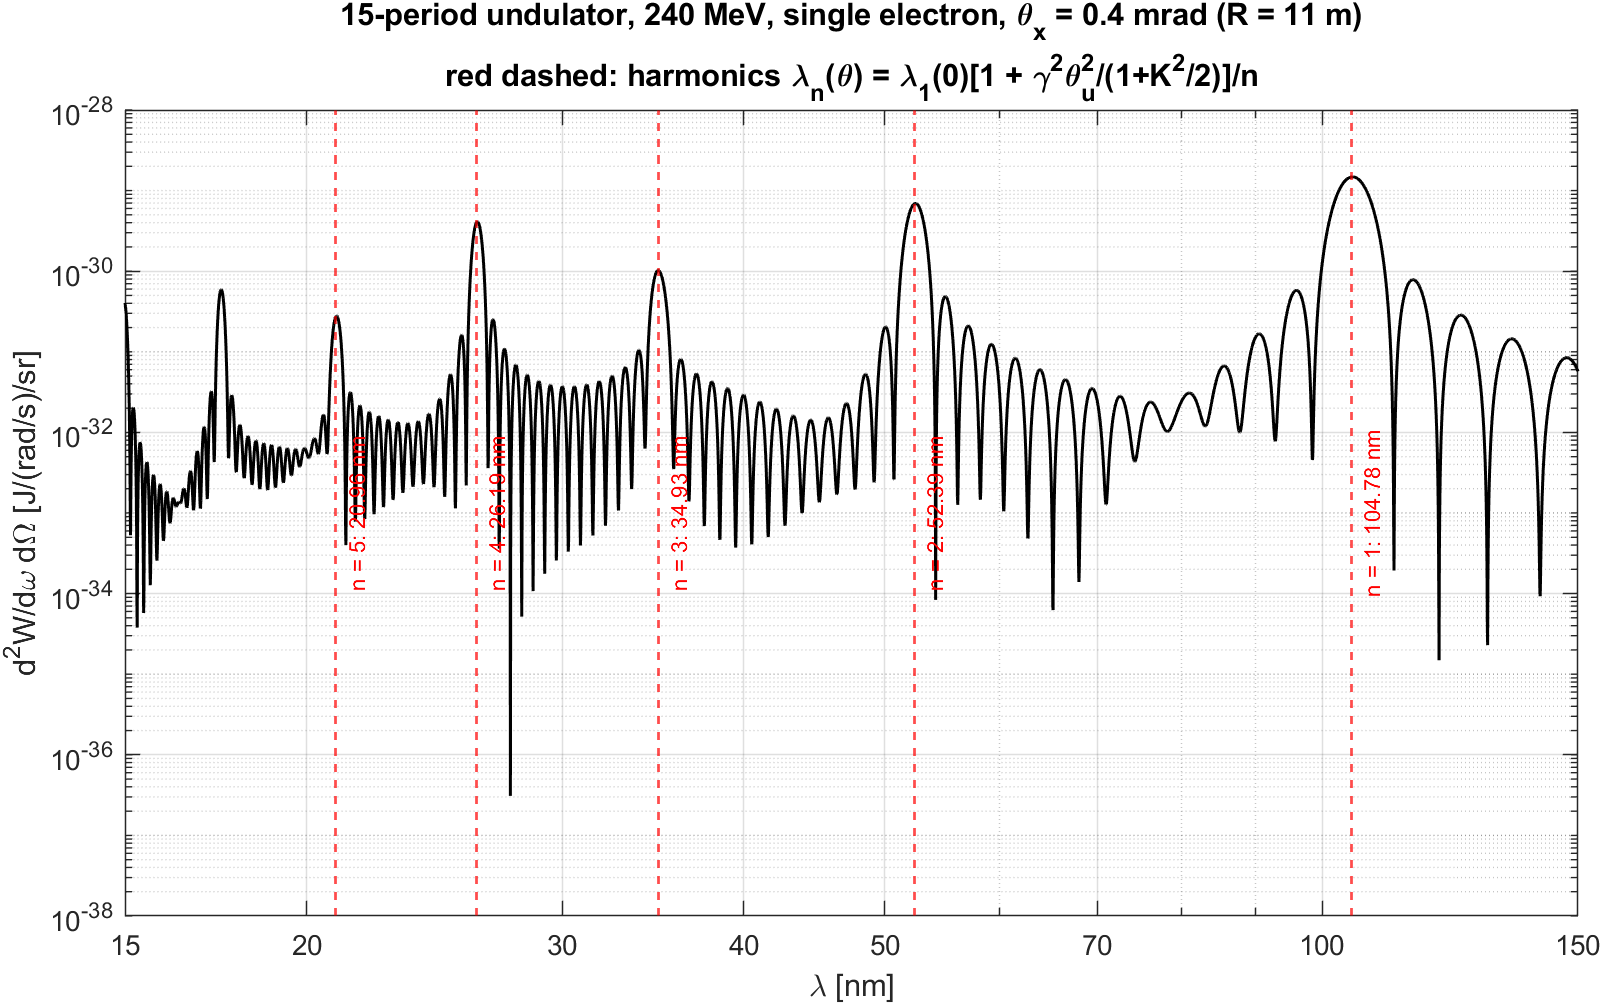 15-period undulator, 240 MeV, single electron, θx = 0.4 mrad (R = 11 m)
red dashed: harmonics λn(θ) = λ1(0)[1 + γ²θu²/(1+K²/2)]/n
d²W/dω dΩ [J/(rad/s)/sr]
10^-28
10^-30
10^-32
10^-34
10^-36
10^-38
n = 5: 20.96 nm
n = 4: 26.19 nm
n = 3: 34.93 nm
n = 2: 52.39 nm
n = 1: 104.78 nm
15 20 30 40 50 70 100 150
λ [nm]